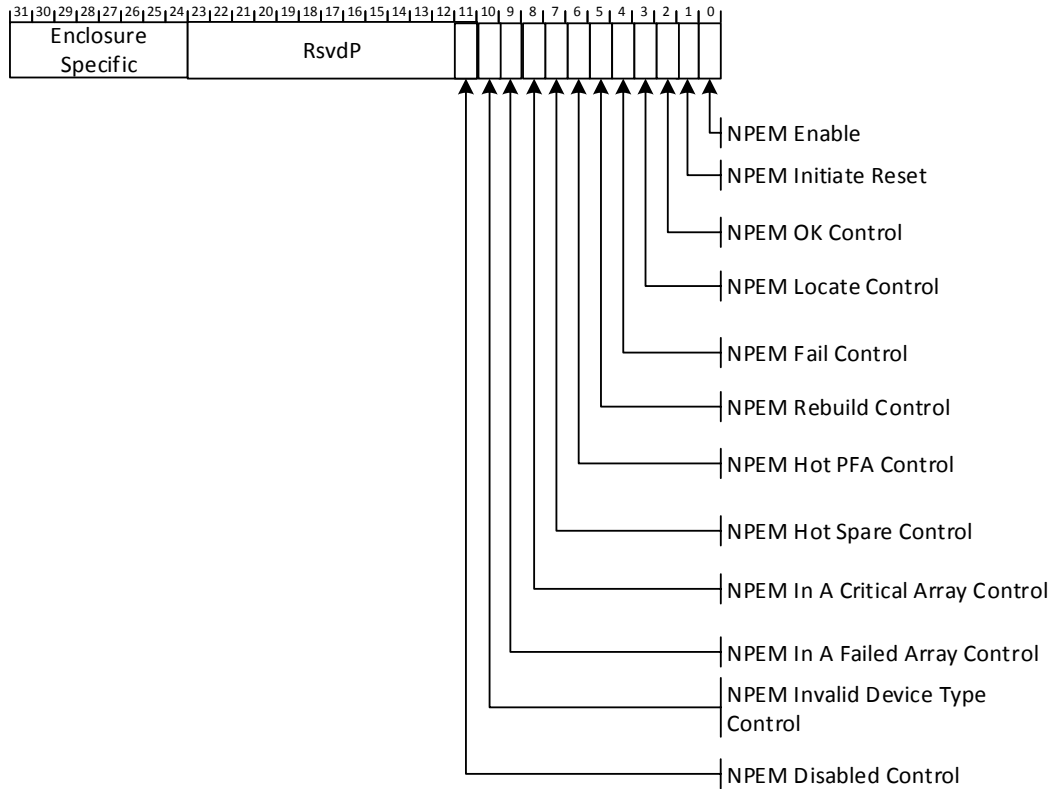 31 30 29 28 27 26 25 24 23 22 21 20 19 18 17 16 15 14 13 12 11 10 9 8 7 6 5 4 3 2 1 0
Enclosure
Specific
RsvdP
NPEM Enable
NPEM Initiate Reset
NPEM OK Control
NPEM Locate Control
NPEM Fail Control
NPEM Rebuild Control
NPEM Hot PFA Control
NPEM Hot Spare Control
NPEM In A Critical Array Control
NPEM In A Failed Array Control
NPEM Invalid Device Type
Control
NPEM Disabled Control